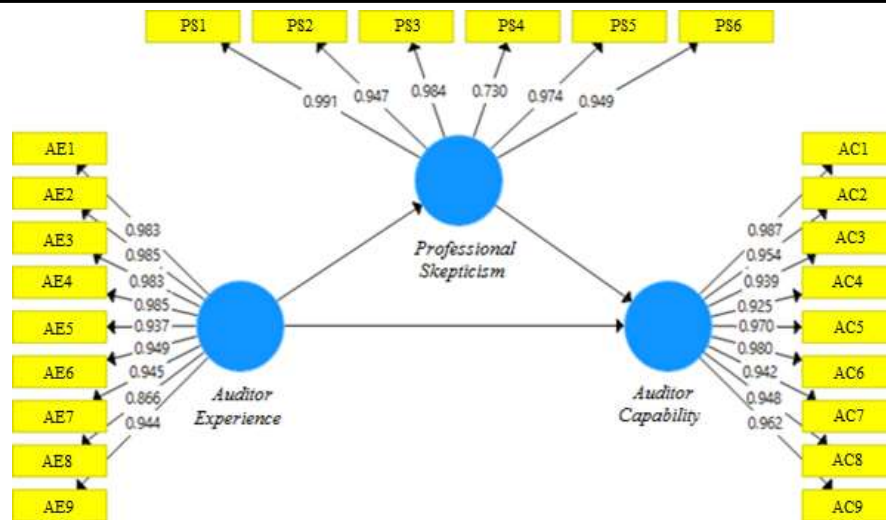 PS1 PS2 PS3 PS4 PS5 PS6
0.991 0.947 0.984 0.730 0.974 0.949
Professional
Skepticism
AE1
AE2
AE3
AE4
AE5
AE6
AE7
AE8
AE9
0.983
0.985
0.983
0.985
0.937
0.949
0.945
0.866
0.944
Auditor
Experience
AC1
AC2
AC3
AC4
AC5
AC6
AC7
AC8
AC9
0.987
0.954
0.939
0.925
0.970
0.980
0.942
0.948
0.962
Auditor
Capability